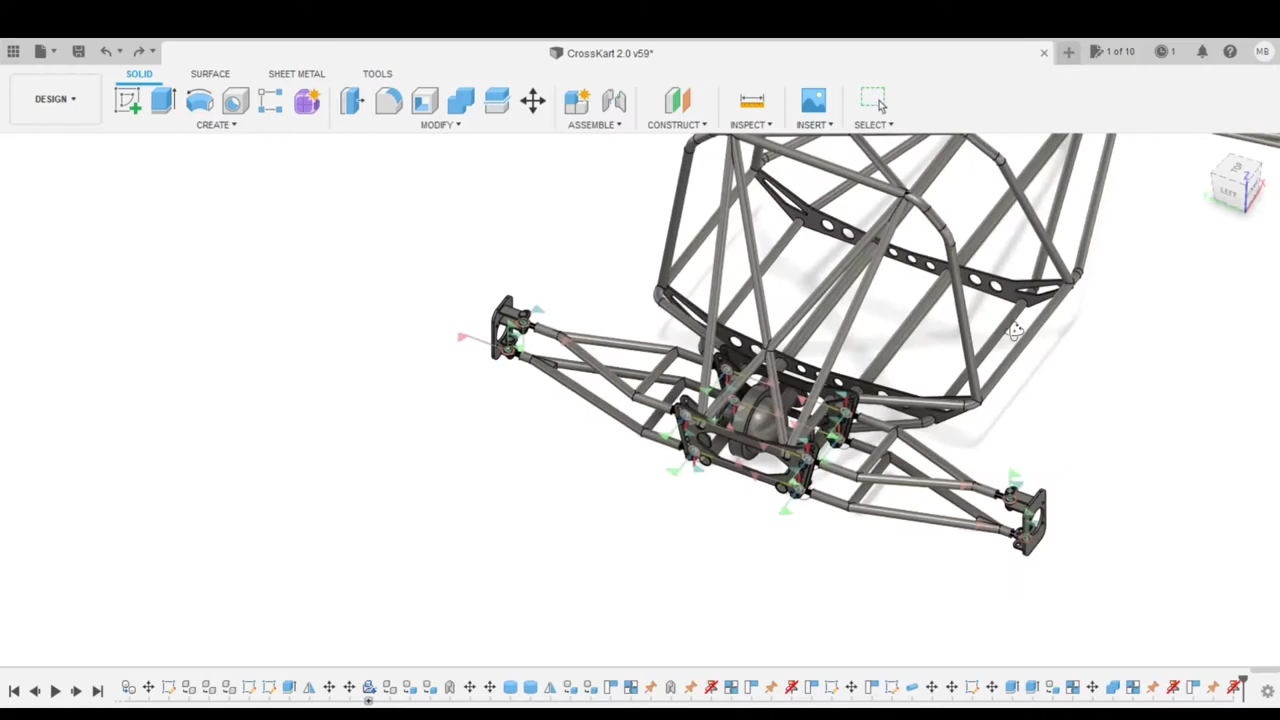 CrossKart 2.0 v59*
1 of 10
1
MB
DESIGN
SOLID
SURFACE
SHEET METAL
TOOLS
CREATE
MODIFY
ASSEMBLE
CONSTRUCT
INSPECT
INSERT
SELECT
TOP
LEFT
Z
X